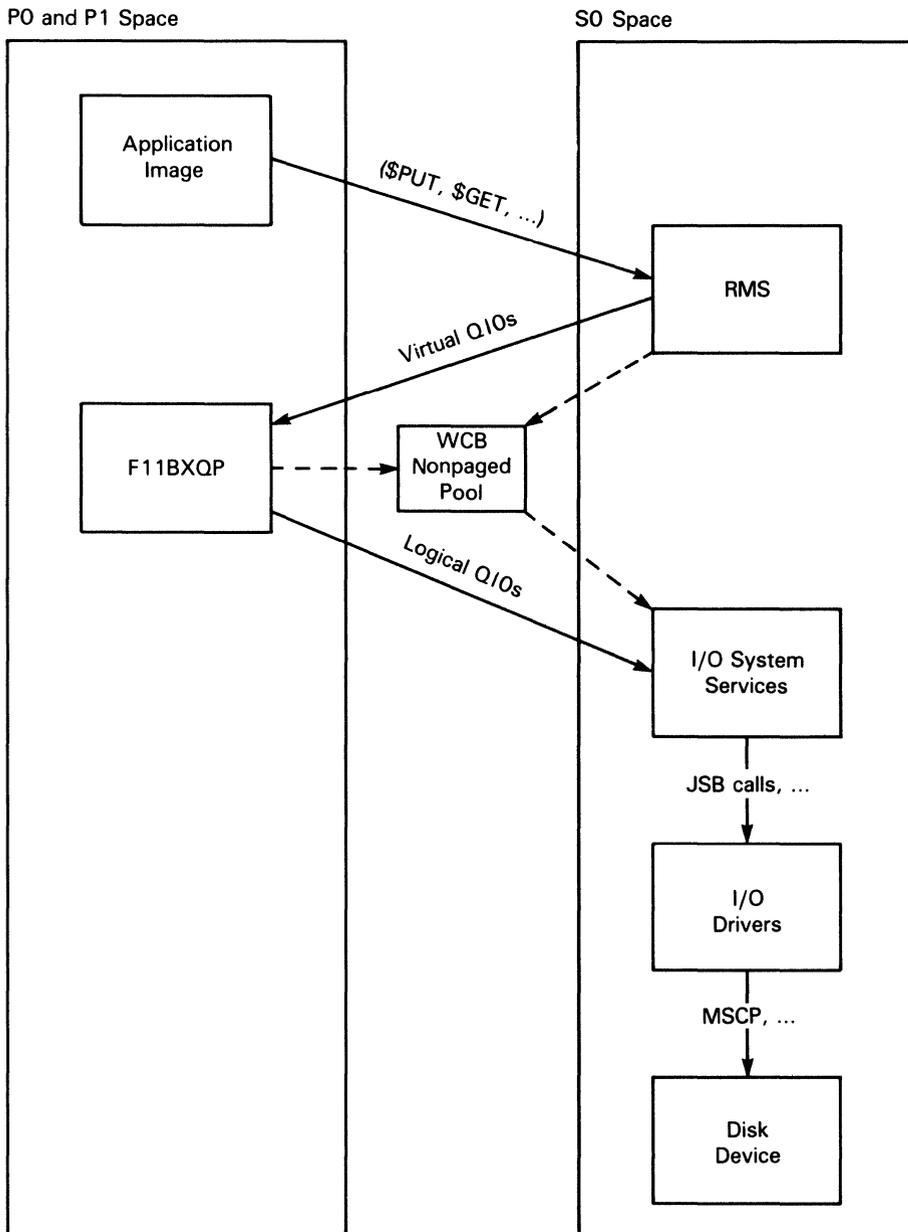 P0 and P1 Space
S0 Space
Application
Image
($PUT, $GET, ...)
RMS
Virtual QIOs
F11BXQP
WCB
Nonpaged
Pool
Logical QIOs
I/O System
Services
JSB calls, ...
I/O
Drivers
MSCP, ...
Disk
Device